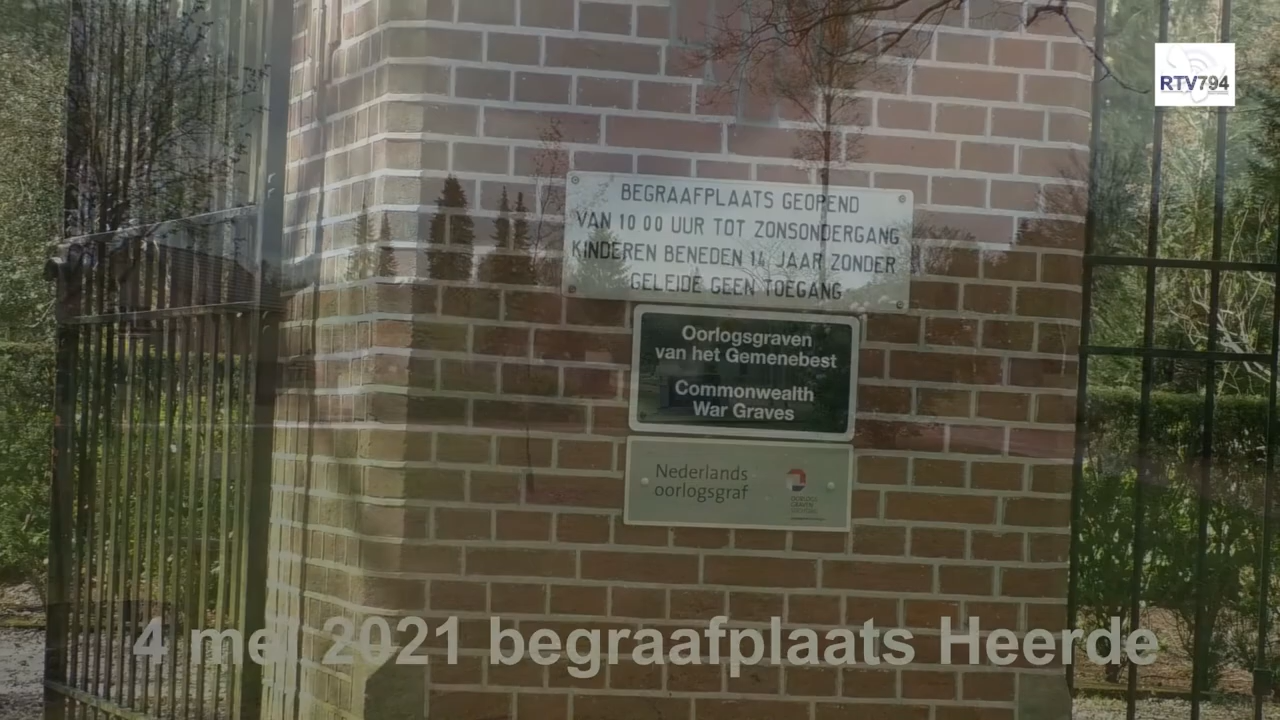 RTV794
BEGRAAFPLAATS GEOPEND
VAN 10 00 UUR TOT ZONSONDERGANG
KINDEREN BENEDEN 14 JAAR ZONDER
GELEIDE GEEN TOEGANG
Oorlogsgraven
van het Gemenebest
Commonwealth
War Graves
Nederlands
oorlogsgraf
4 mei 2021 begraafplaats Heerde